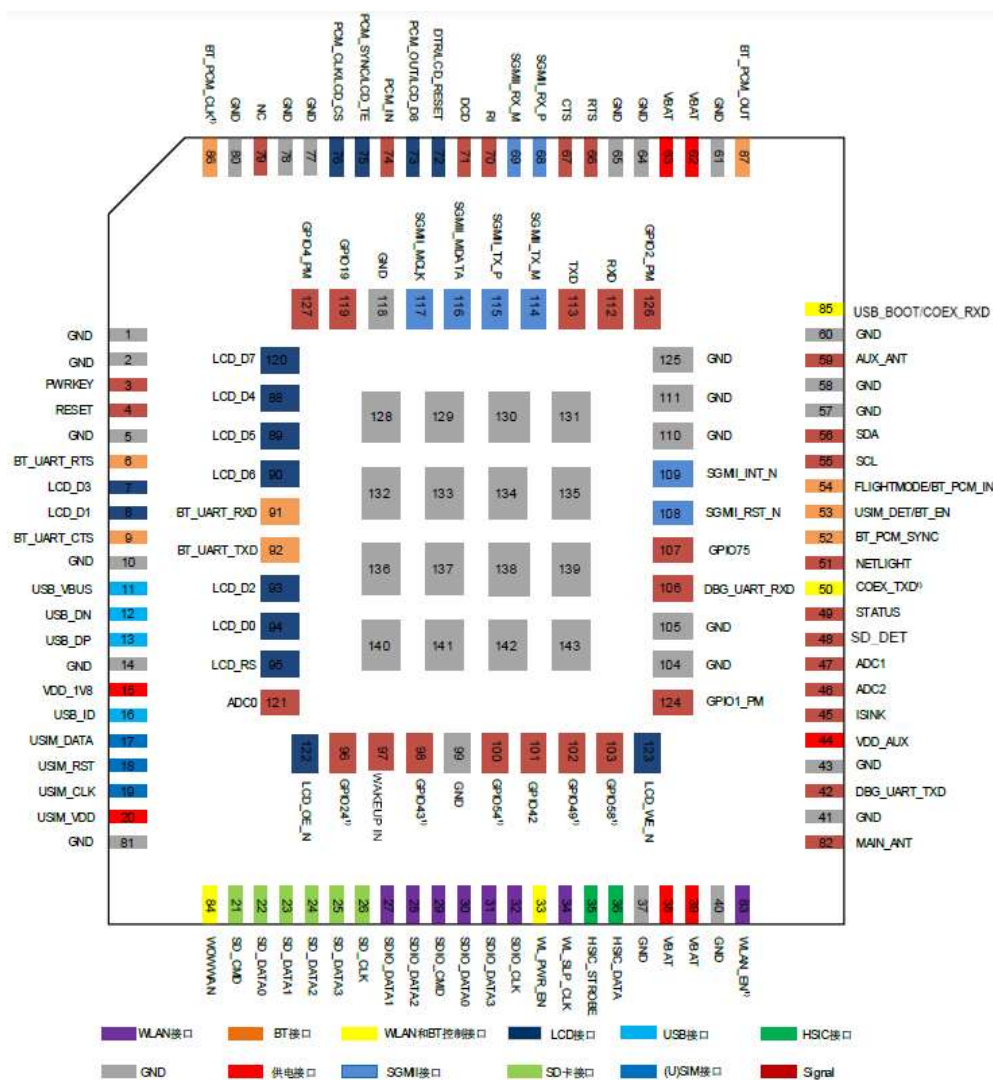 BT_PCM_CLK¹⁾ GND NC GND GND PCM_CLK/LCD_CS PCM_SYNC/LCD_TE PCM_IN PCM_OUT/LCD_D8 DTR/LCD_RESET DCD RI SGMII_RX_M SGMII_RX_P CTS RTS GND GND VBAT VBAT GND BT_PCM_OUT
86 80 79 78 77 76 75 74 73 72 71 70 69 68 67 66 65 64 63 62 61 87
GPIO4_PM GPIO19 GND SGMII_MCLK SGMII_MDATA SGMII_TX_P SGMII_TX_M TXD RXD GPIO2_PM
127 119 118 117 116 115 114 113 112 126
GND 1
GND 2
PWRKEY 3
RESET 4
GND 5
BT_UART_RTS 6
LCD_D3 7
LCD_D1 8
BT_UART_CTS 9
GND 10
USB_VBUS 11
USB_DN 12
USB_DP 13
GND 14
VDD_1V8 15
USB_ID 16
USIM_DATA 17
USIM_RST 18
USIM_CLK 19
USIM_VDD 20
GND 81
LCD_D7 120
LCD_D4 88
LCD_D5 89
LCD_D6 90
BT_UART_RXD 91
BT_UART_TXD 92
LCD_D2 93
LCD_D0 94
LCD_RS 95
ADC0 121
128 129 130 131
132 133 134 135
136 137 138 139
140 141 142 143
125 GND
111 GND
110 GND
109 SGMII_INT_N
108 SGMII_RST_N
107 GPIO75
106 DBG_UART_RXD
105 GND
104 GND
124 GPIO1_PM
85 USB_BOOT/COEX_RXD
60 GND
59 AUX_ANT
58 GND
57 GND
56 SDA
55 SCL
54 FLIGHTMODE/BT_PCM_IN
53 USIM_DET/BT_EN
52 BT_PCM_SYNC
51 NETLIGHT
50 COEX_TXD¹⁾
49 STATUS
48 SD_DET
47 ADC1
46 ADC2
45 ISINK
44 VDD_AUX
43 GND
42 DBG_UART_TXD
41 GND
82 MAIN_ANT
122 96 97 98 99 100 101 102 103 123
LCD_OE_N GPIO24¹⁾ WAKEUP IN GPIO43¹⁾ GND GPIO54¹⁾ GPIO42 GPIO49¹⁾ GPIO58¹⁾ LCD_WE_N
84 21 22 23 24 25 26 27 28 29 30 31 32 33 34 35 36 37 38 39 40 83
WOWWAN SD_CMD SD_DATA0 SD_DATA1 SD_DATA2 SD_DATA3 SD_CLK SDIO_DATA1 SDIO_DATA2 SDIO_CMD SDIO_DATA0 SDIO_DATA3 SDIO_CLK WL_PWR_EN WL_SLP_CLK HSIC_STROBE HSIC_DATA GND VBAT VBAT GND WLAN_EN¹⁾
WLAN接口 BT接口 WLAN和BT控制接口 LCD接口 USB接口 HSIC接口
GND 供电接口 SGMII接口 SD卡接口 (U)SIM接口 Signal